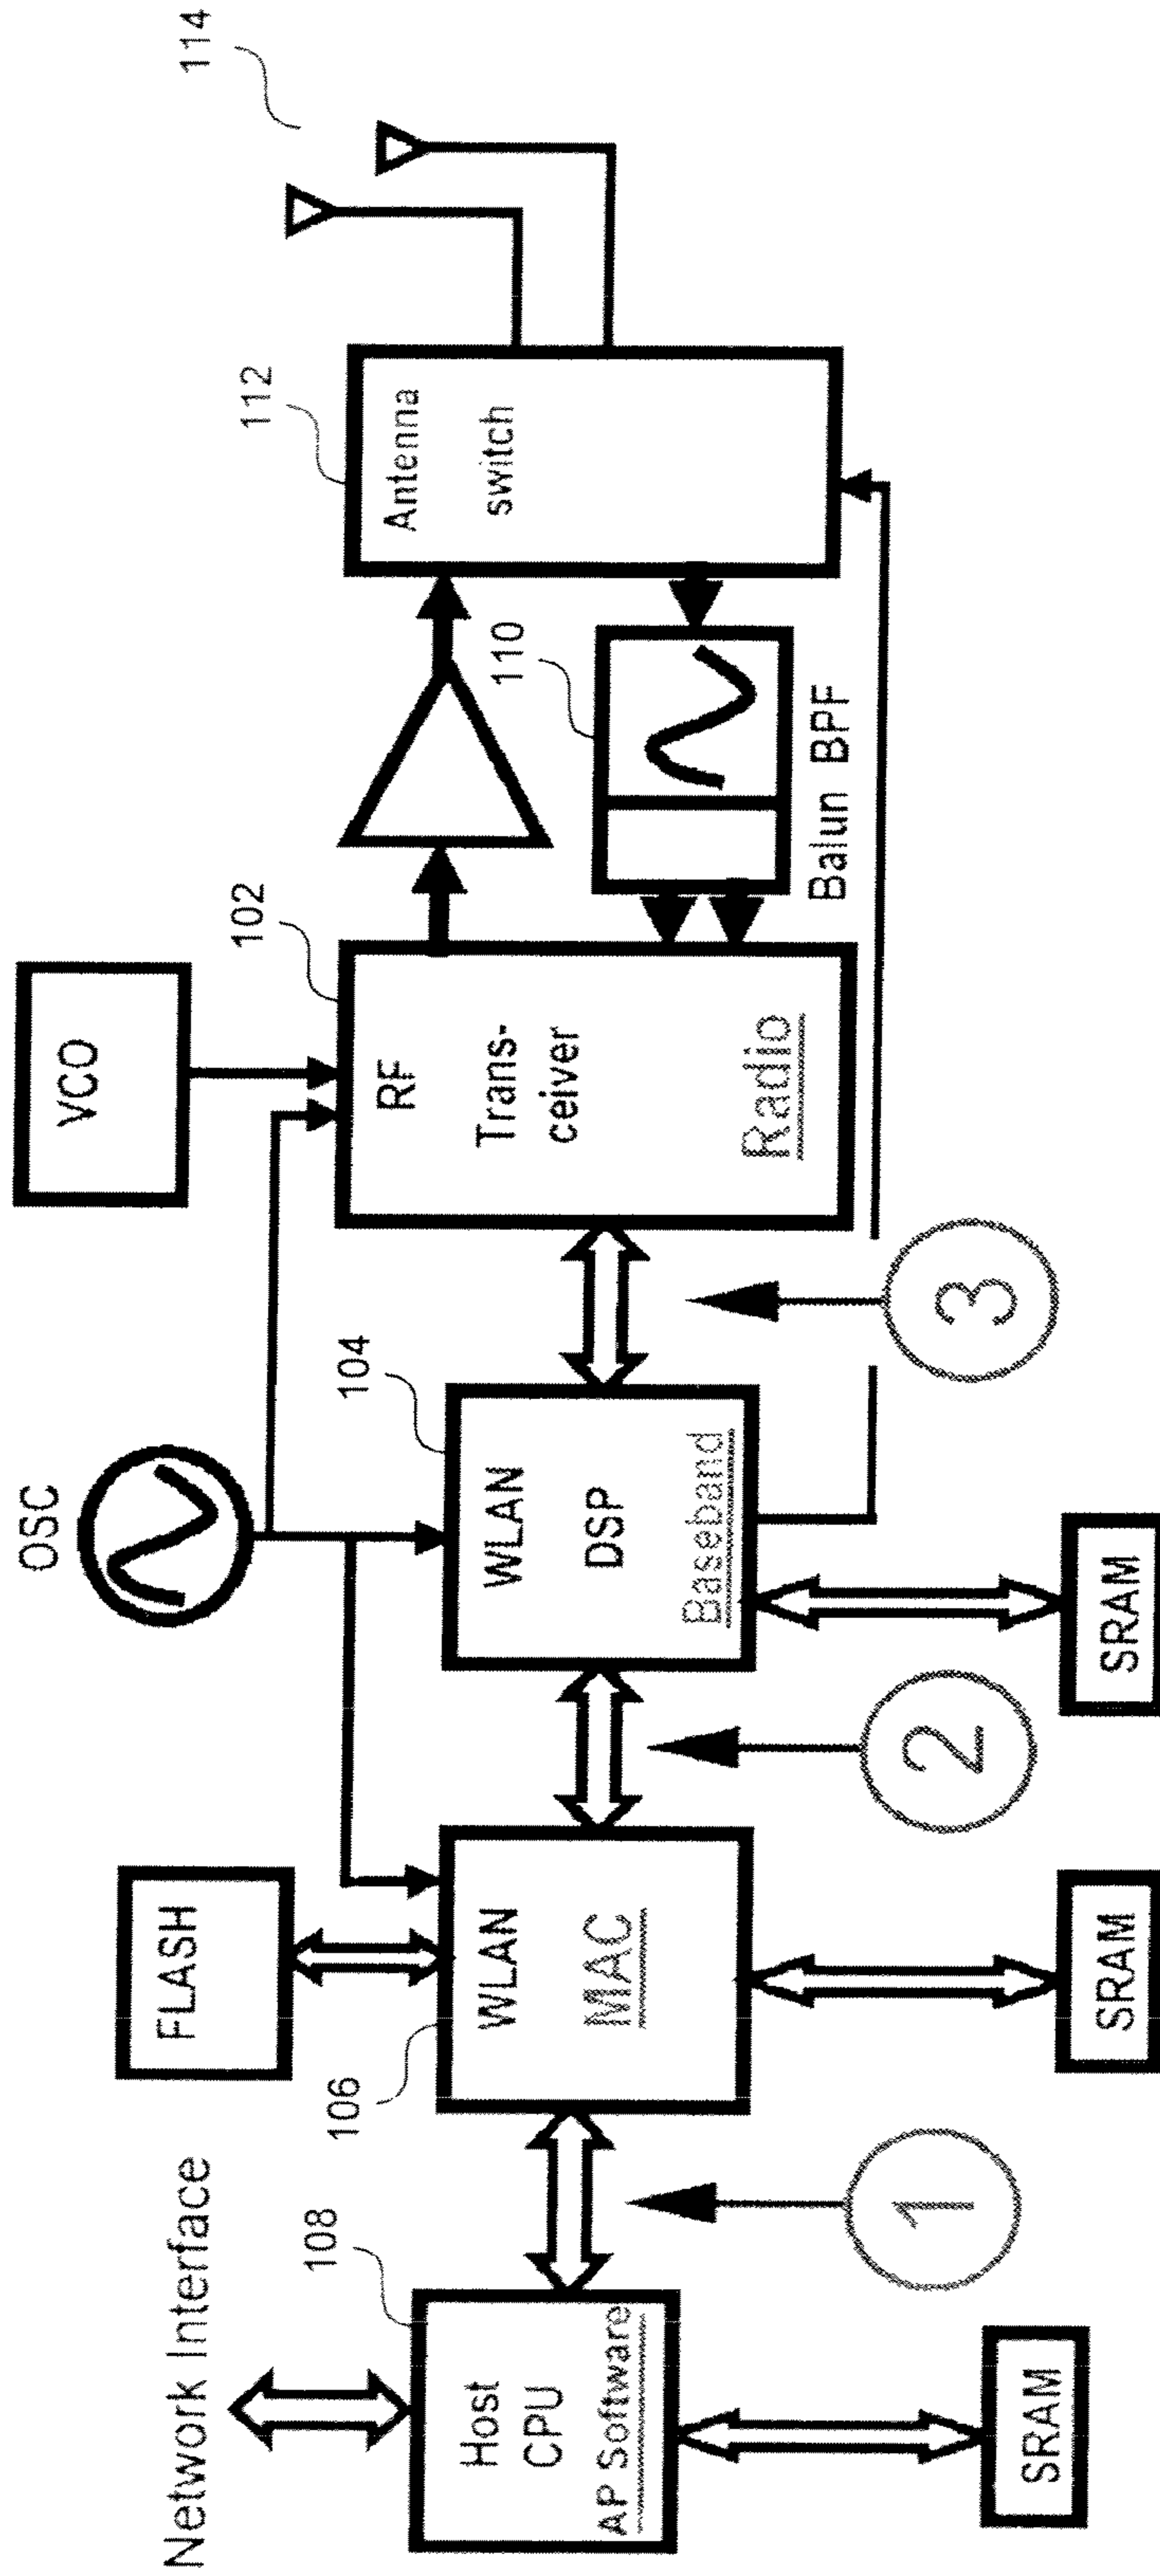 Network Interface
108
Host
CPU
AP Software
SRAM
1
FLASH
106
WLAN
MAC
SRAM
2
OSC
104
WLAN
DSP
Baseband
SRAM
3
VCO
102
RF
Trans-
ceiver
Radio
110
Balun BPF
112
Antenna
switch
114